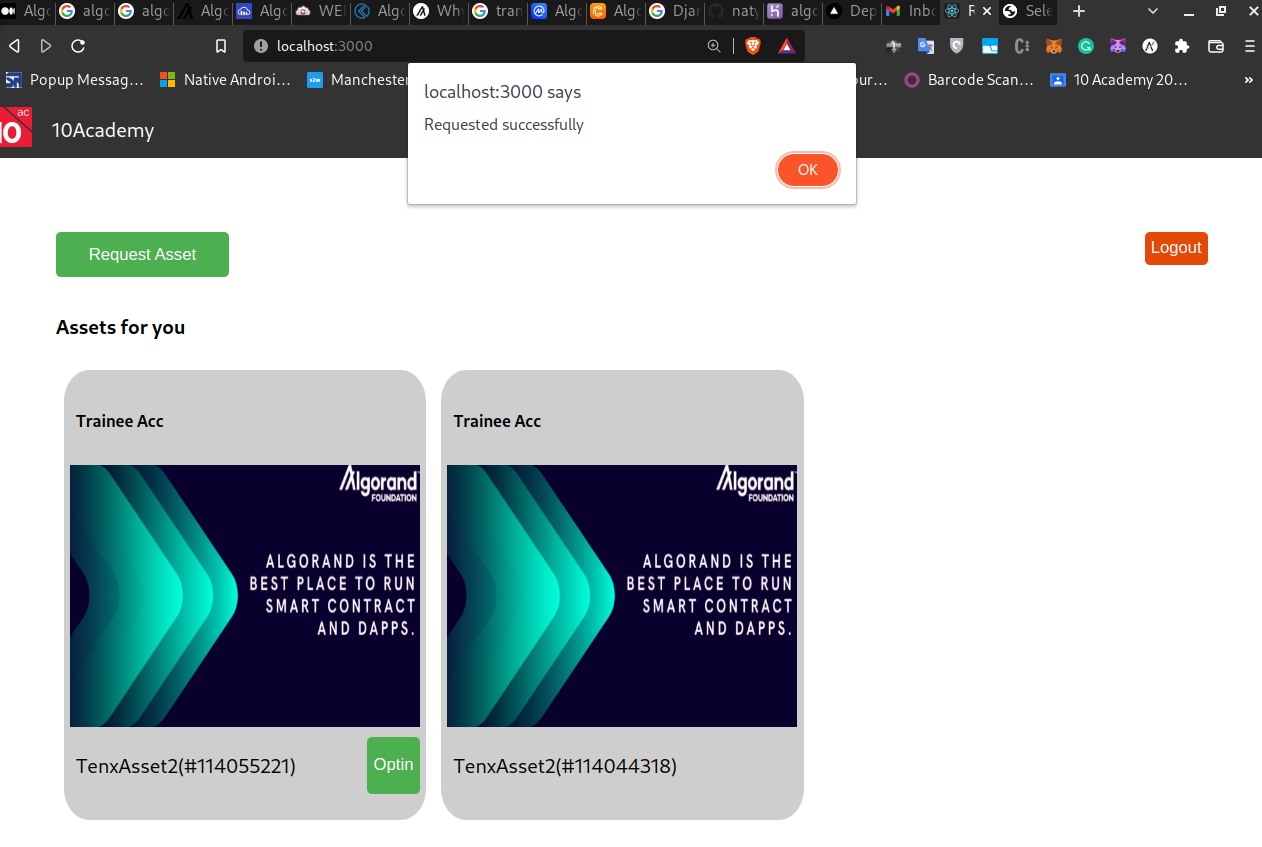 Algo algo algo Algo Algo WE Algo Why tran Algo Algo Djan naty algo Dep Inbo R Sele
localhost:3000
Popup Messag… Native Androi… Manchester our… Barcode Scan… 10 Academy 20…
localhost:3000 says
Requested successfully
OK
ac
10
10Academy
Request Asset
Logout
Assets for you
Trainee Acc
Algorand
FOUNDATION
ALGORAND IS THE
BEST PLACE TO RUN
SMART CONTRACT
AND DAPPS.
TenxAsset2(#114055221)
Optin
Trainee Acc
Algorand
FOUNDATION
ALGORAND IS THE
BEST PLACE TO RUN
SMART CONTRACT
AND DAPPS.
TenxAsset2(#114044318)